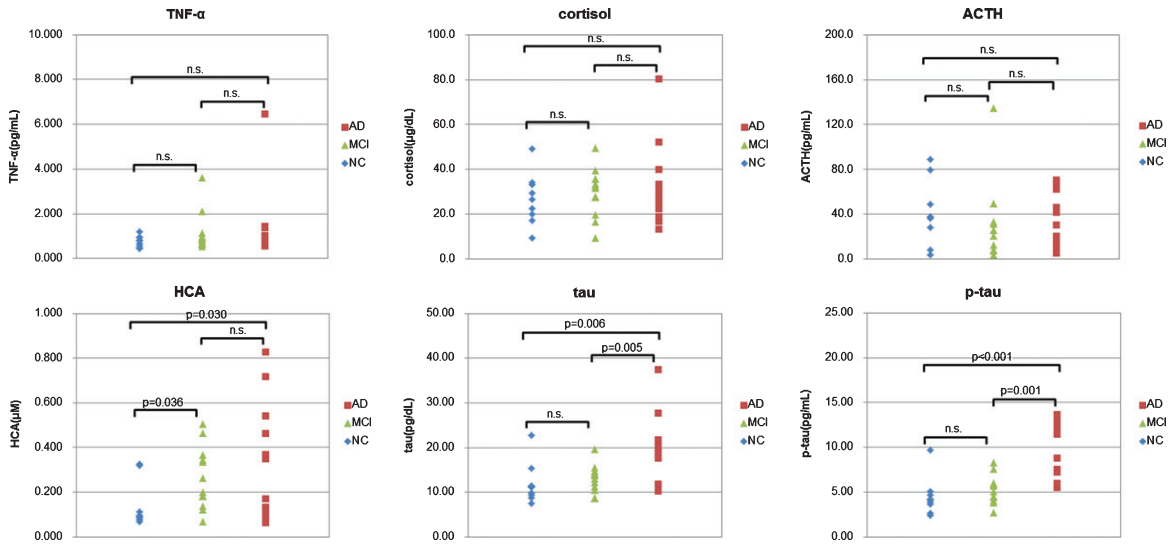 TNF-α
10.000
8.000
6.000
4.000
2.000
0.000
TNF-α(pg/mL)
n.s.
n.s.
n.s.
AD
MCI
NC
cortisol
100.0
80.0
60.0
40.0
20.0
0.0
cortisol(μg/dL)
n.s.
n.s.
n.s.
AD
MCI
NC
ACTH
200.0
160.0
120.0
80.0
40.0
0.0
ACTH(pg/mL)
n.s.
n.s.
n.s.
AD
MCI
NC
HCA
1.000
0.800
0.600
0.400
0.200
0.000
HCA(μM)
p=0.030
n.s.
p=0.036
AD
MCI
NC
tau
50.00
40.00
30.00
20.00
10.00
0.00
tau(pg/dL)
p=0.006
p=0.005
n.s.
AD
MCI
NC
p-tau
25.00
20.00
15.00
10.00
5.00
0.00
p-tau(pg/mL)
p<0.001
p=0.001
n.s.
AD
MCI
NC